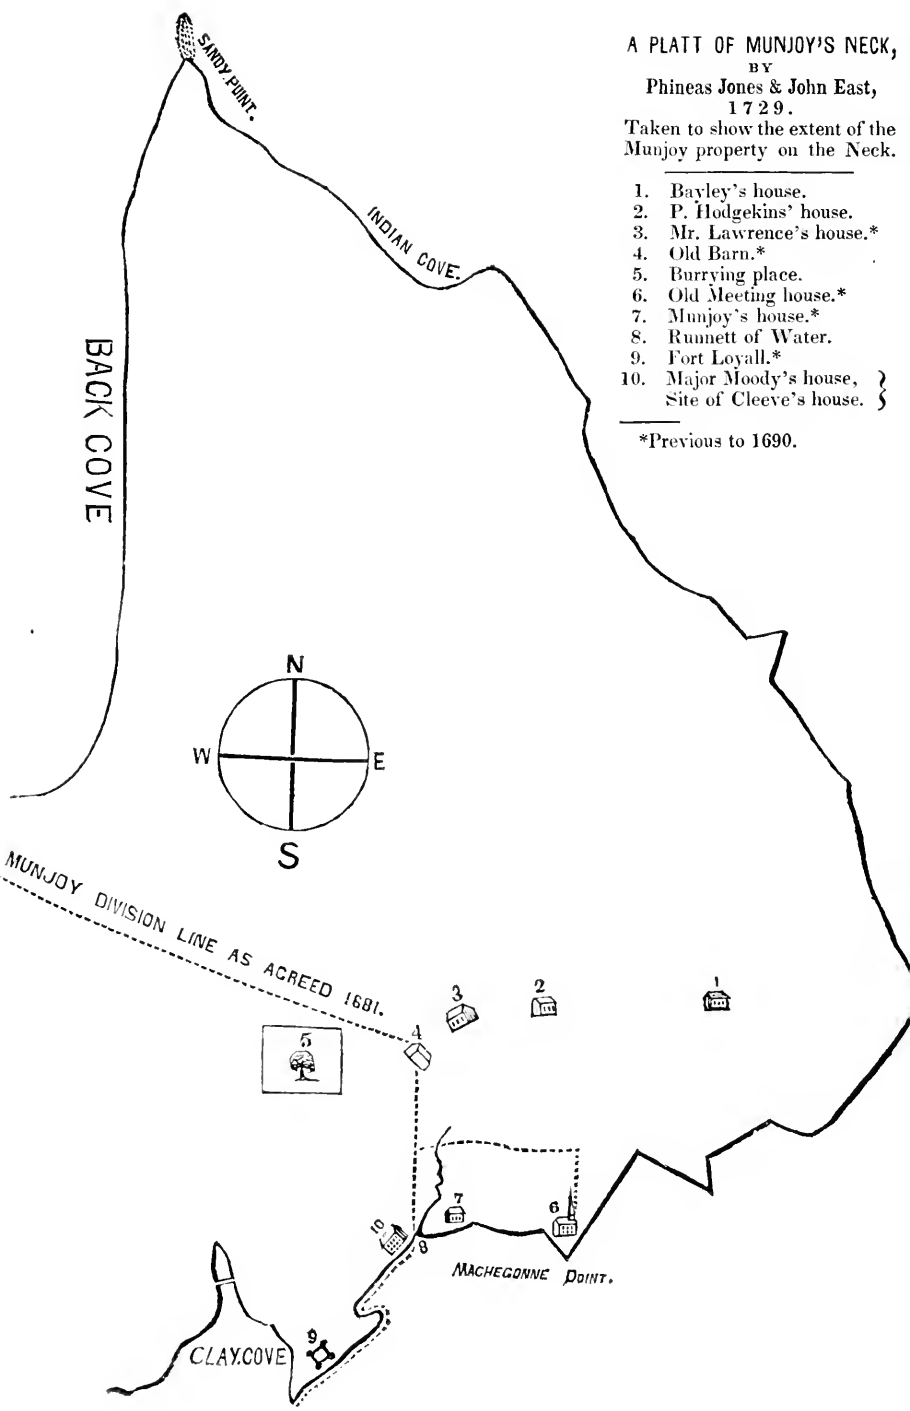 A PLATT OF MUNJOY'S NECK,
BY
Phineas Jones & John East,
1729.
Taken to show the extent of the
Munjoy property on the Neck.
1. Bayley's house.
2. P. Hodgekins' house.
3. Mr. Lawrence's house.*
4. Old Barn.*
5. Burrying place.
6. Old Meeting house.*
7. Munjoy's house.*
8. Runnett of Water.
9. Fort Loyall.*
10. Major Moody's house, }
Site of Cleeve's house. }
*Previous to 1690.
SANDY POINT.
INDIAN COVE.
BACK COVE
N
W
E
S
MUNJOY DIVISION LINE AS AGREED 1681.
1
2
3
4
5
6
7
10
8
MACHEGONNE POINT.
9
CLAY.COVE